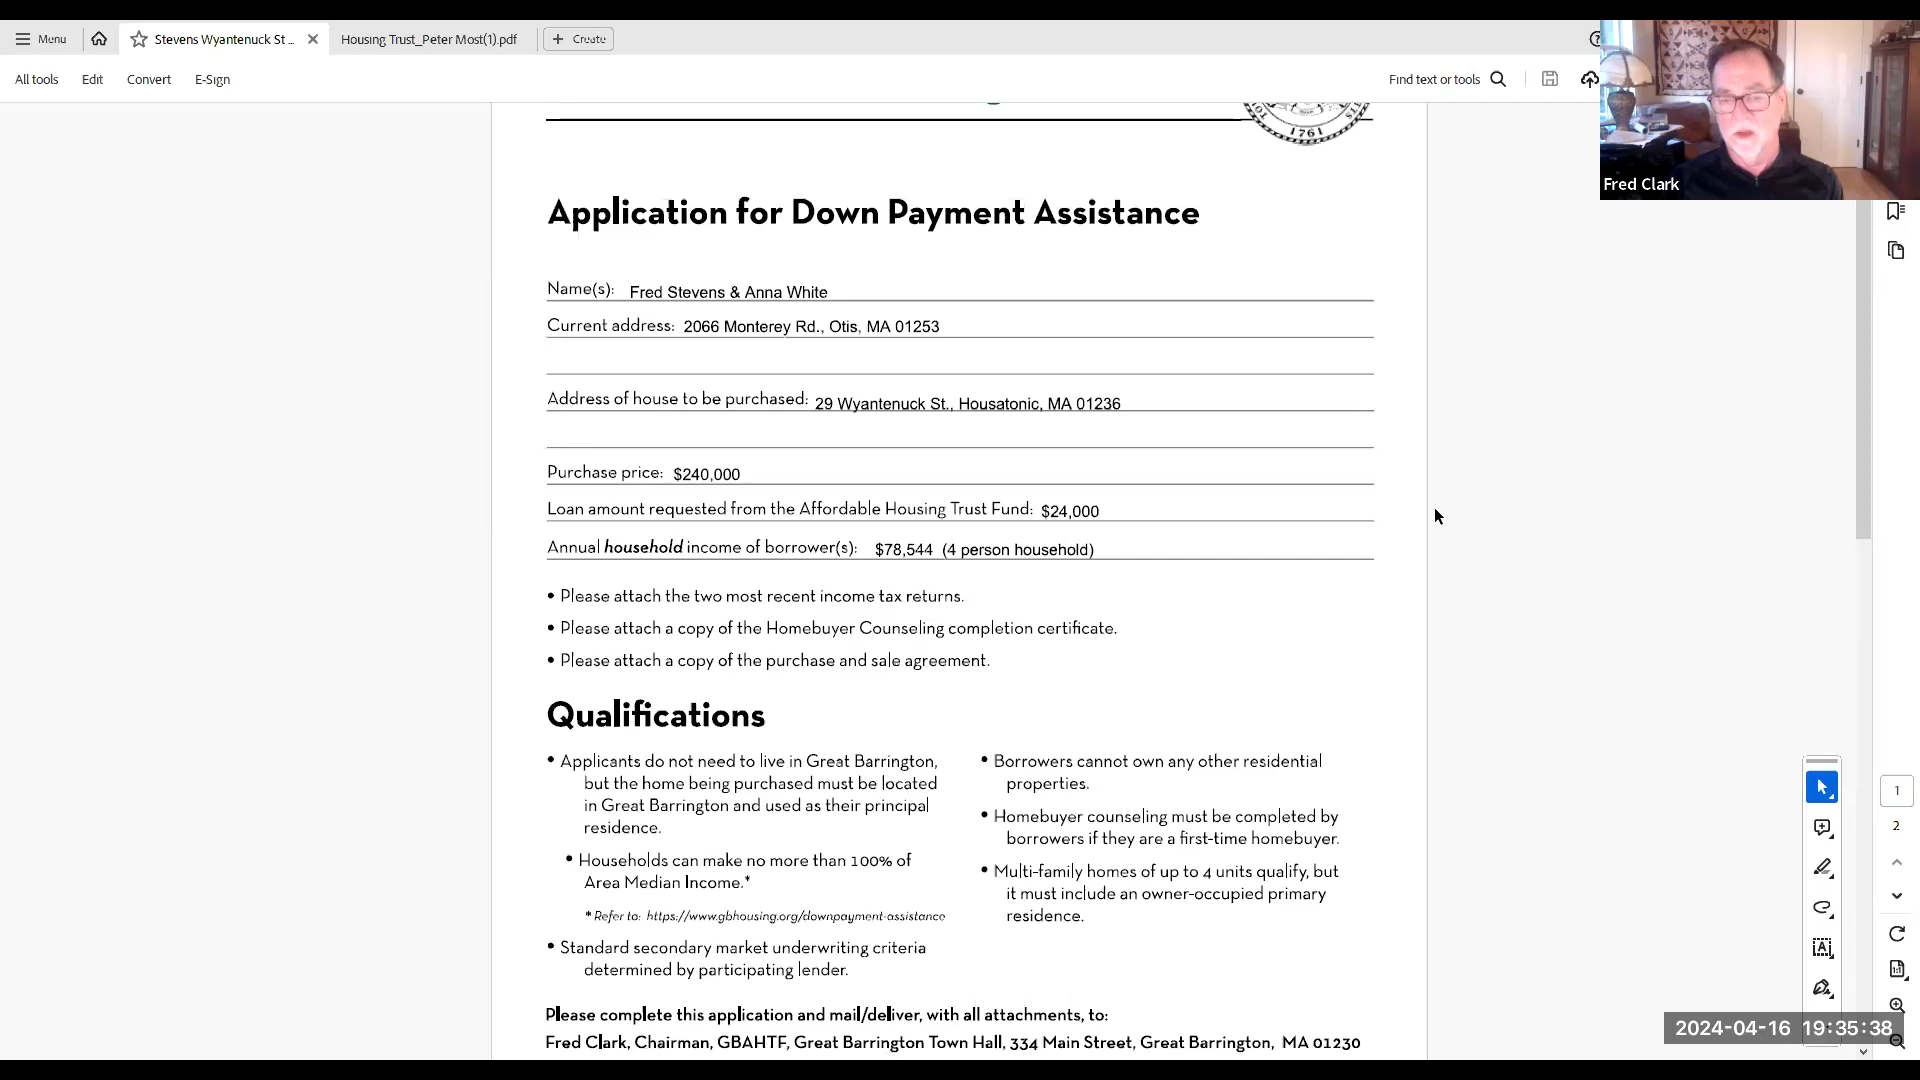 Menu
Stevens Wyantenuck St ...
Housing Trust_Peter Most(1).pdf
Create
All tools
Edit
Convert
E-Sign
Find text or tools
Fred Clark
1761
Application for Down Payment Assistance
Name(s): Fred Stevens & Anna White
Current address: 2066 Monterey Rd., Otis, MA 01253
Address of house to be purchased: 29 Wyantenuck St., Housatonic, MA 01236
Purchase price: $240,000
Loan amount requested from the Affordable Housing Trust Fund: $24,000
Annual household income of borrower(s): $78,544 (4 person household)
• Please attach the two most recent income tax returns.
• Please attach a copy of the Homebuyer Counseling completion certificate.
• Please attach a copy of the purchase and sale agreement.
Qualifications
• Applicants do not need to live in Great Barrington,
but the home being purchased must be located
in Great Barrington and used as their principal
residence.
• Households can make no more than 100% of
Area Median Income.*
* Refer to: https://www.gbhousing.org/downpayment-assistance
• Standard secondary market underwriting criteria
determined by participating lender.
• Borrowers cannot own any other residential
properties.
• Homebuyer counseling must be completed by
borrowers if they are a first-time homebuyer.
• Multi-family homes of up to 4 units qualify, but
it must include an owner-occupied primary
residence.
Please complete this application and mail/deliver, with all attachments, to:
Fred Clark, Chairman, GBAHTF, Great Barrington Town Hall, 334 Main Street, Great Barrington, MA 01230
1
2
2024-04-16 19:35:38